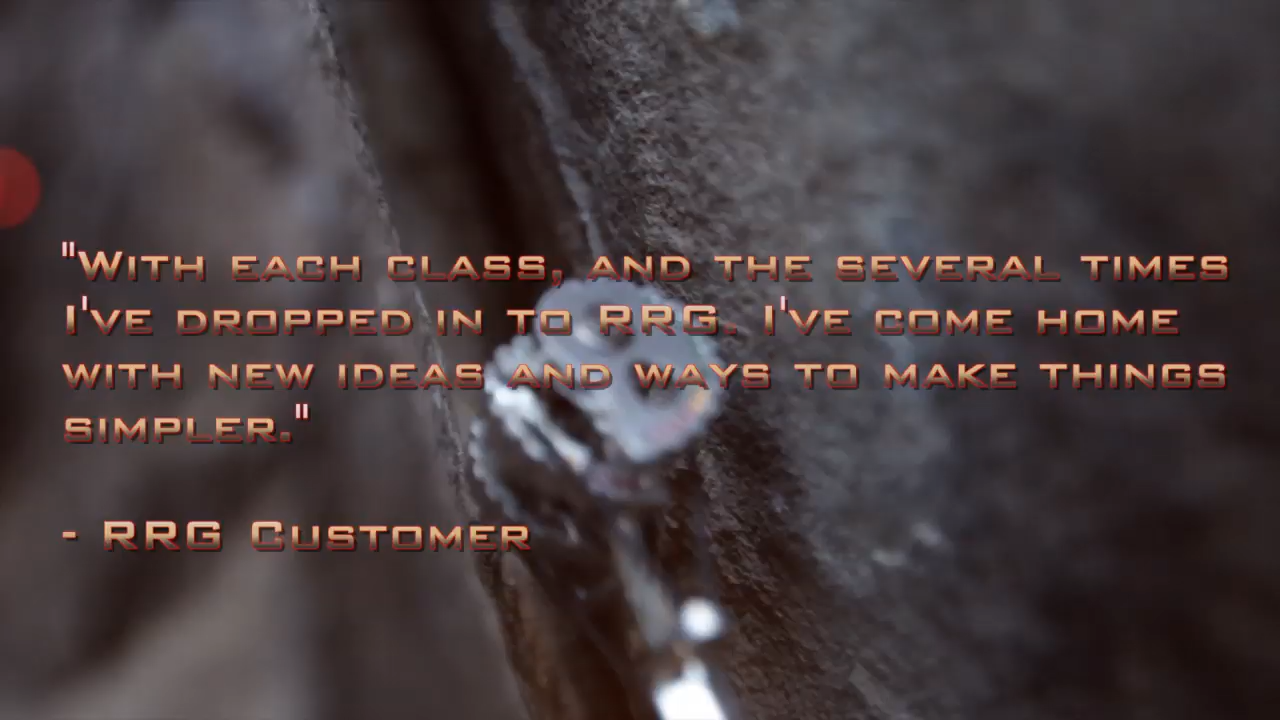 "With each class, and the several times
I've dropped in to RRG. I've come home
with new ideas and ways to make things
simpler."
- RRG Customer